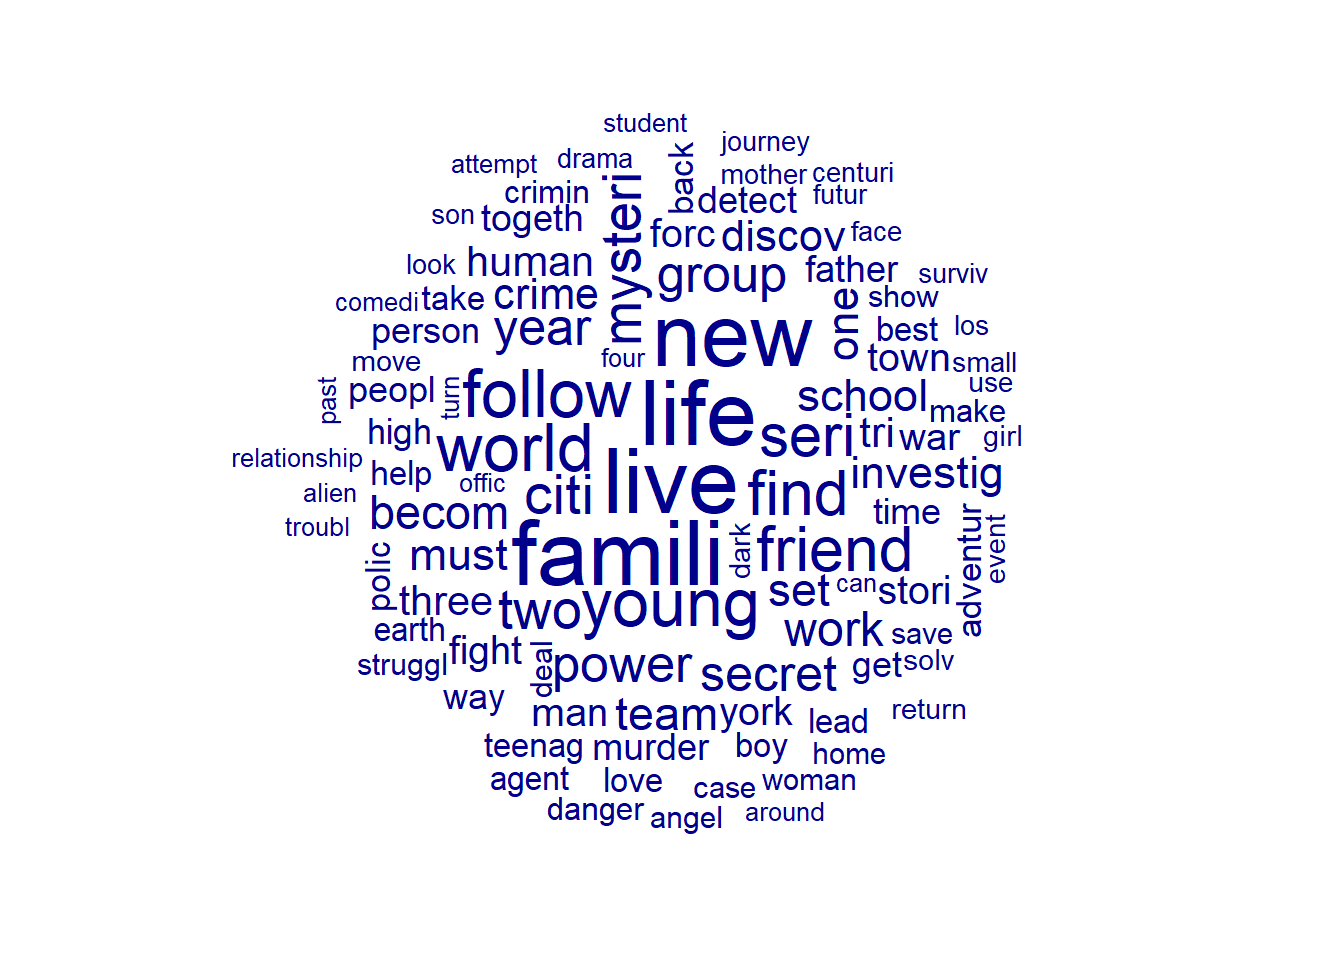 student
journey
attempt
drama
back
mother
centuri
crimin
mysteri
detect
futur
son
togeth
forc
discov
face
look
human
group
father
surviv
comedi
take
crime
one
show
person
year
new
best
los
move
four
town
small
past
peopl
turn
follow
life
school
use
make
high
world
seri
tri
war
girl
relationship
help
offic
citi
live
find
investig
alien
becom
time
troubl
must
famili
dark
friend
adventur
event
polic
three
two
young
set
can
stori
earth
fight
work
save
struggl
deal
power
secret
get
solv
way
man
team
york
lead
return
teenag
murder
boy
home
agent
love
case
woman
danger
angel
around